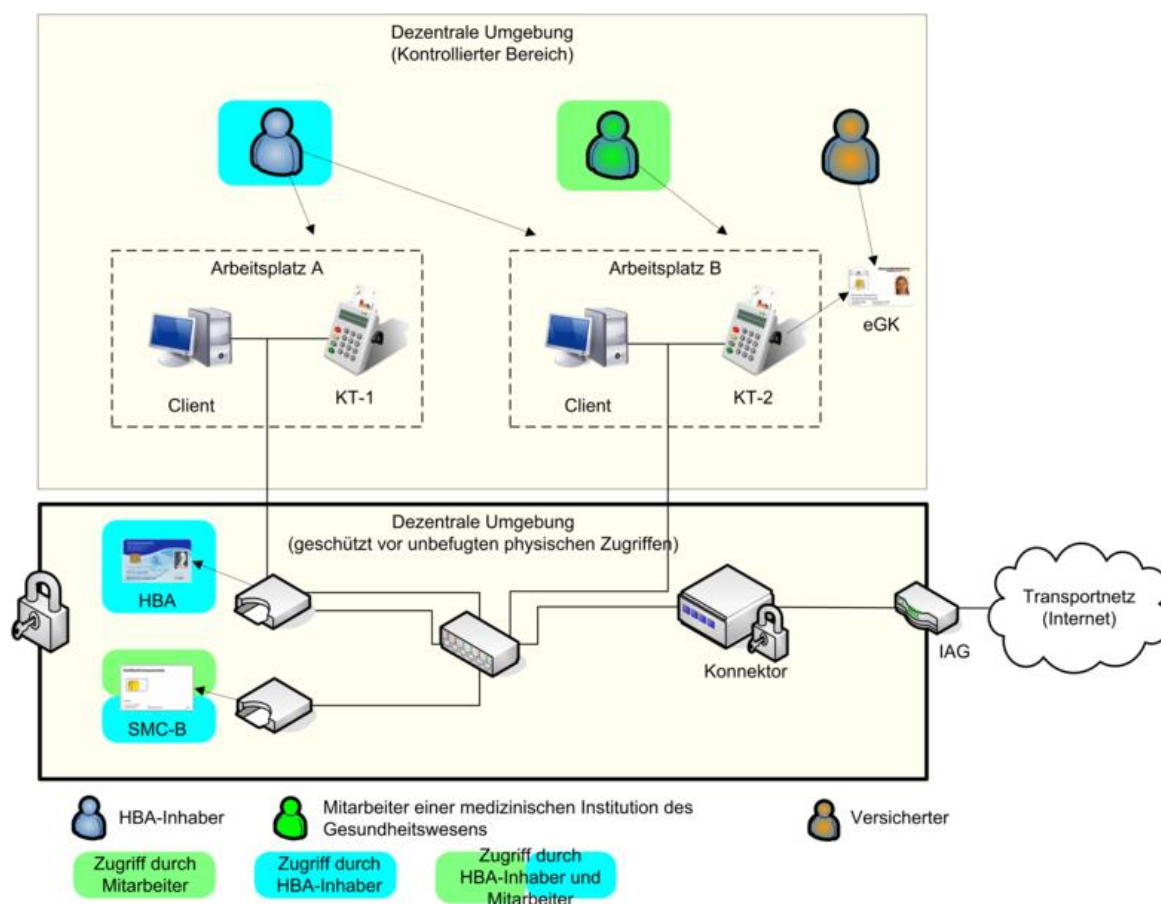 Dezentrale Umgebung
(Kontrollierter Bereich)
Arbeitsplatz A
Arbeitsplatz B
eGK
Client
KT-1
Client
KT-2
Dezentrale Umgebung
(geschützt vor unbefugten physischen Zugriffen)
HBA
Transportnetz
(Internet)
IAG
Konnektor
SMC-B
HBA-Inhaber
Mitarbeiter einer medizinischen Institution des
Gesundheitswesens
Versicherter
Zugriff durch
Mitarbeiter
Zugriff durch
HBA-Inhaber
Zugriff durch
HBA-Inhaber und
Mitarbeiter